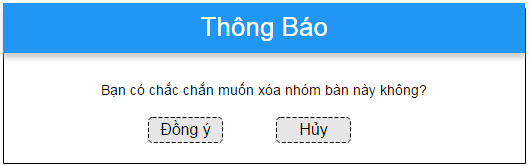 Thông Báo
Bạn có chắc chắn muốn xóa nhóm bàn này không?
Đồng ý Hủy